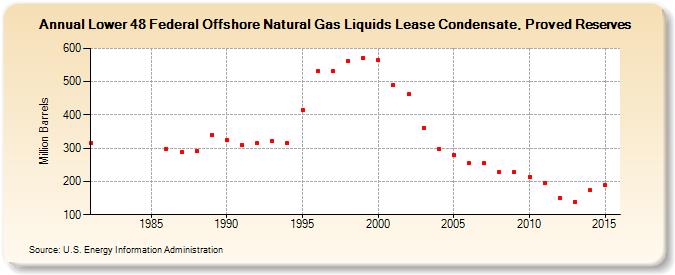 Annual Lower 48 Federal Offshore Natural Gas Liquids Lease Condensate, Proved Reserves
Million Barrels
600
500
400
300
200
100
1985 1990 1995 2000 2005 2010 2015
Source: U.S. Energy Information Administration